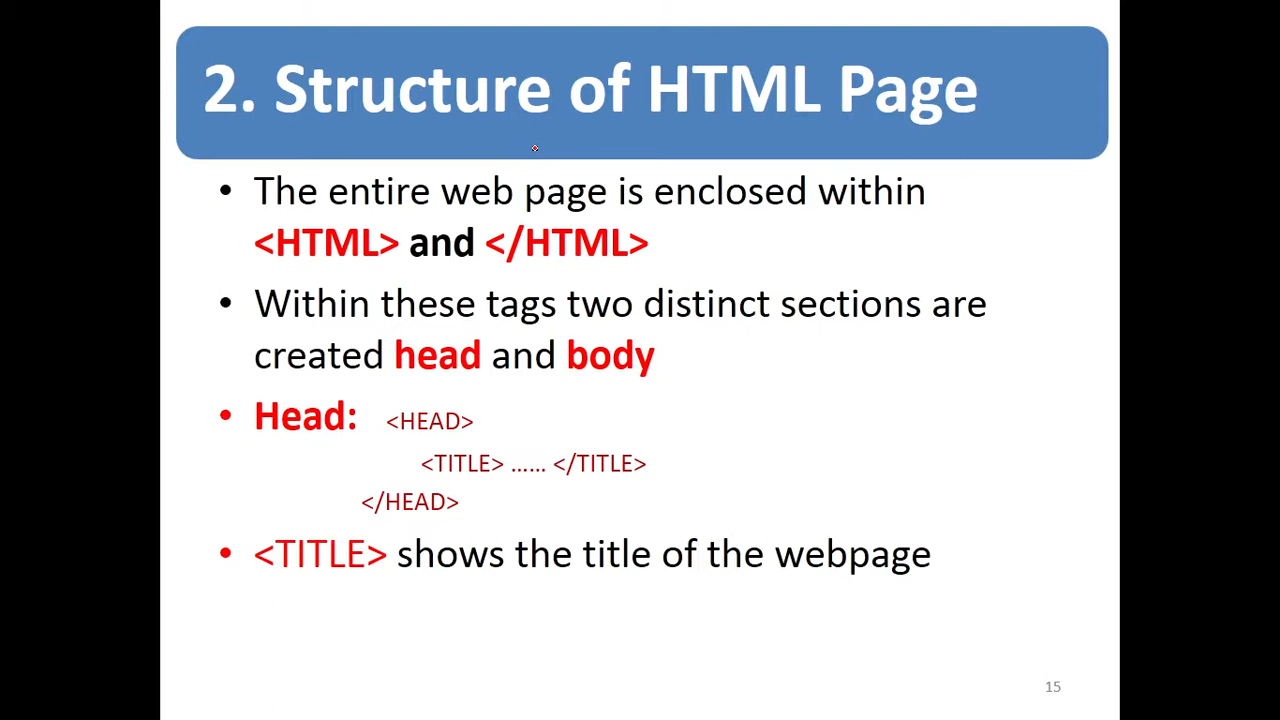 2. Structure of HTML Page
• The entire web page is enclosed within
<HTML> and </HTML>
• Within these tags two distinct sections are
created head and body
• Head: <HEAD>
<TITLE> …… </TITLE>
</HEAD>
• <TITLE> shows the title of the webpage
15